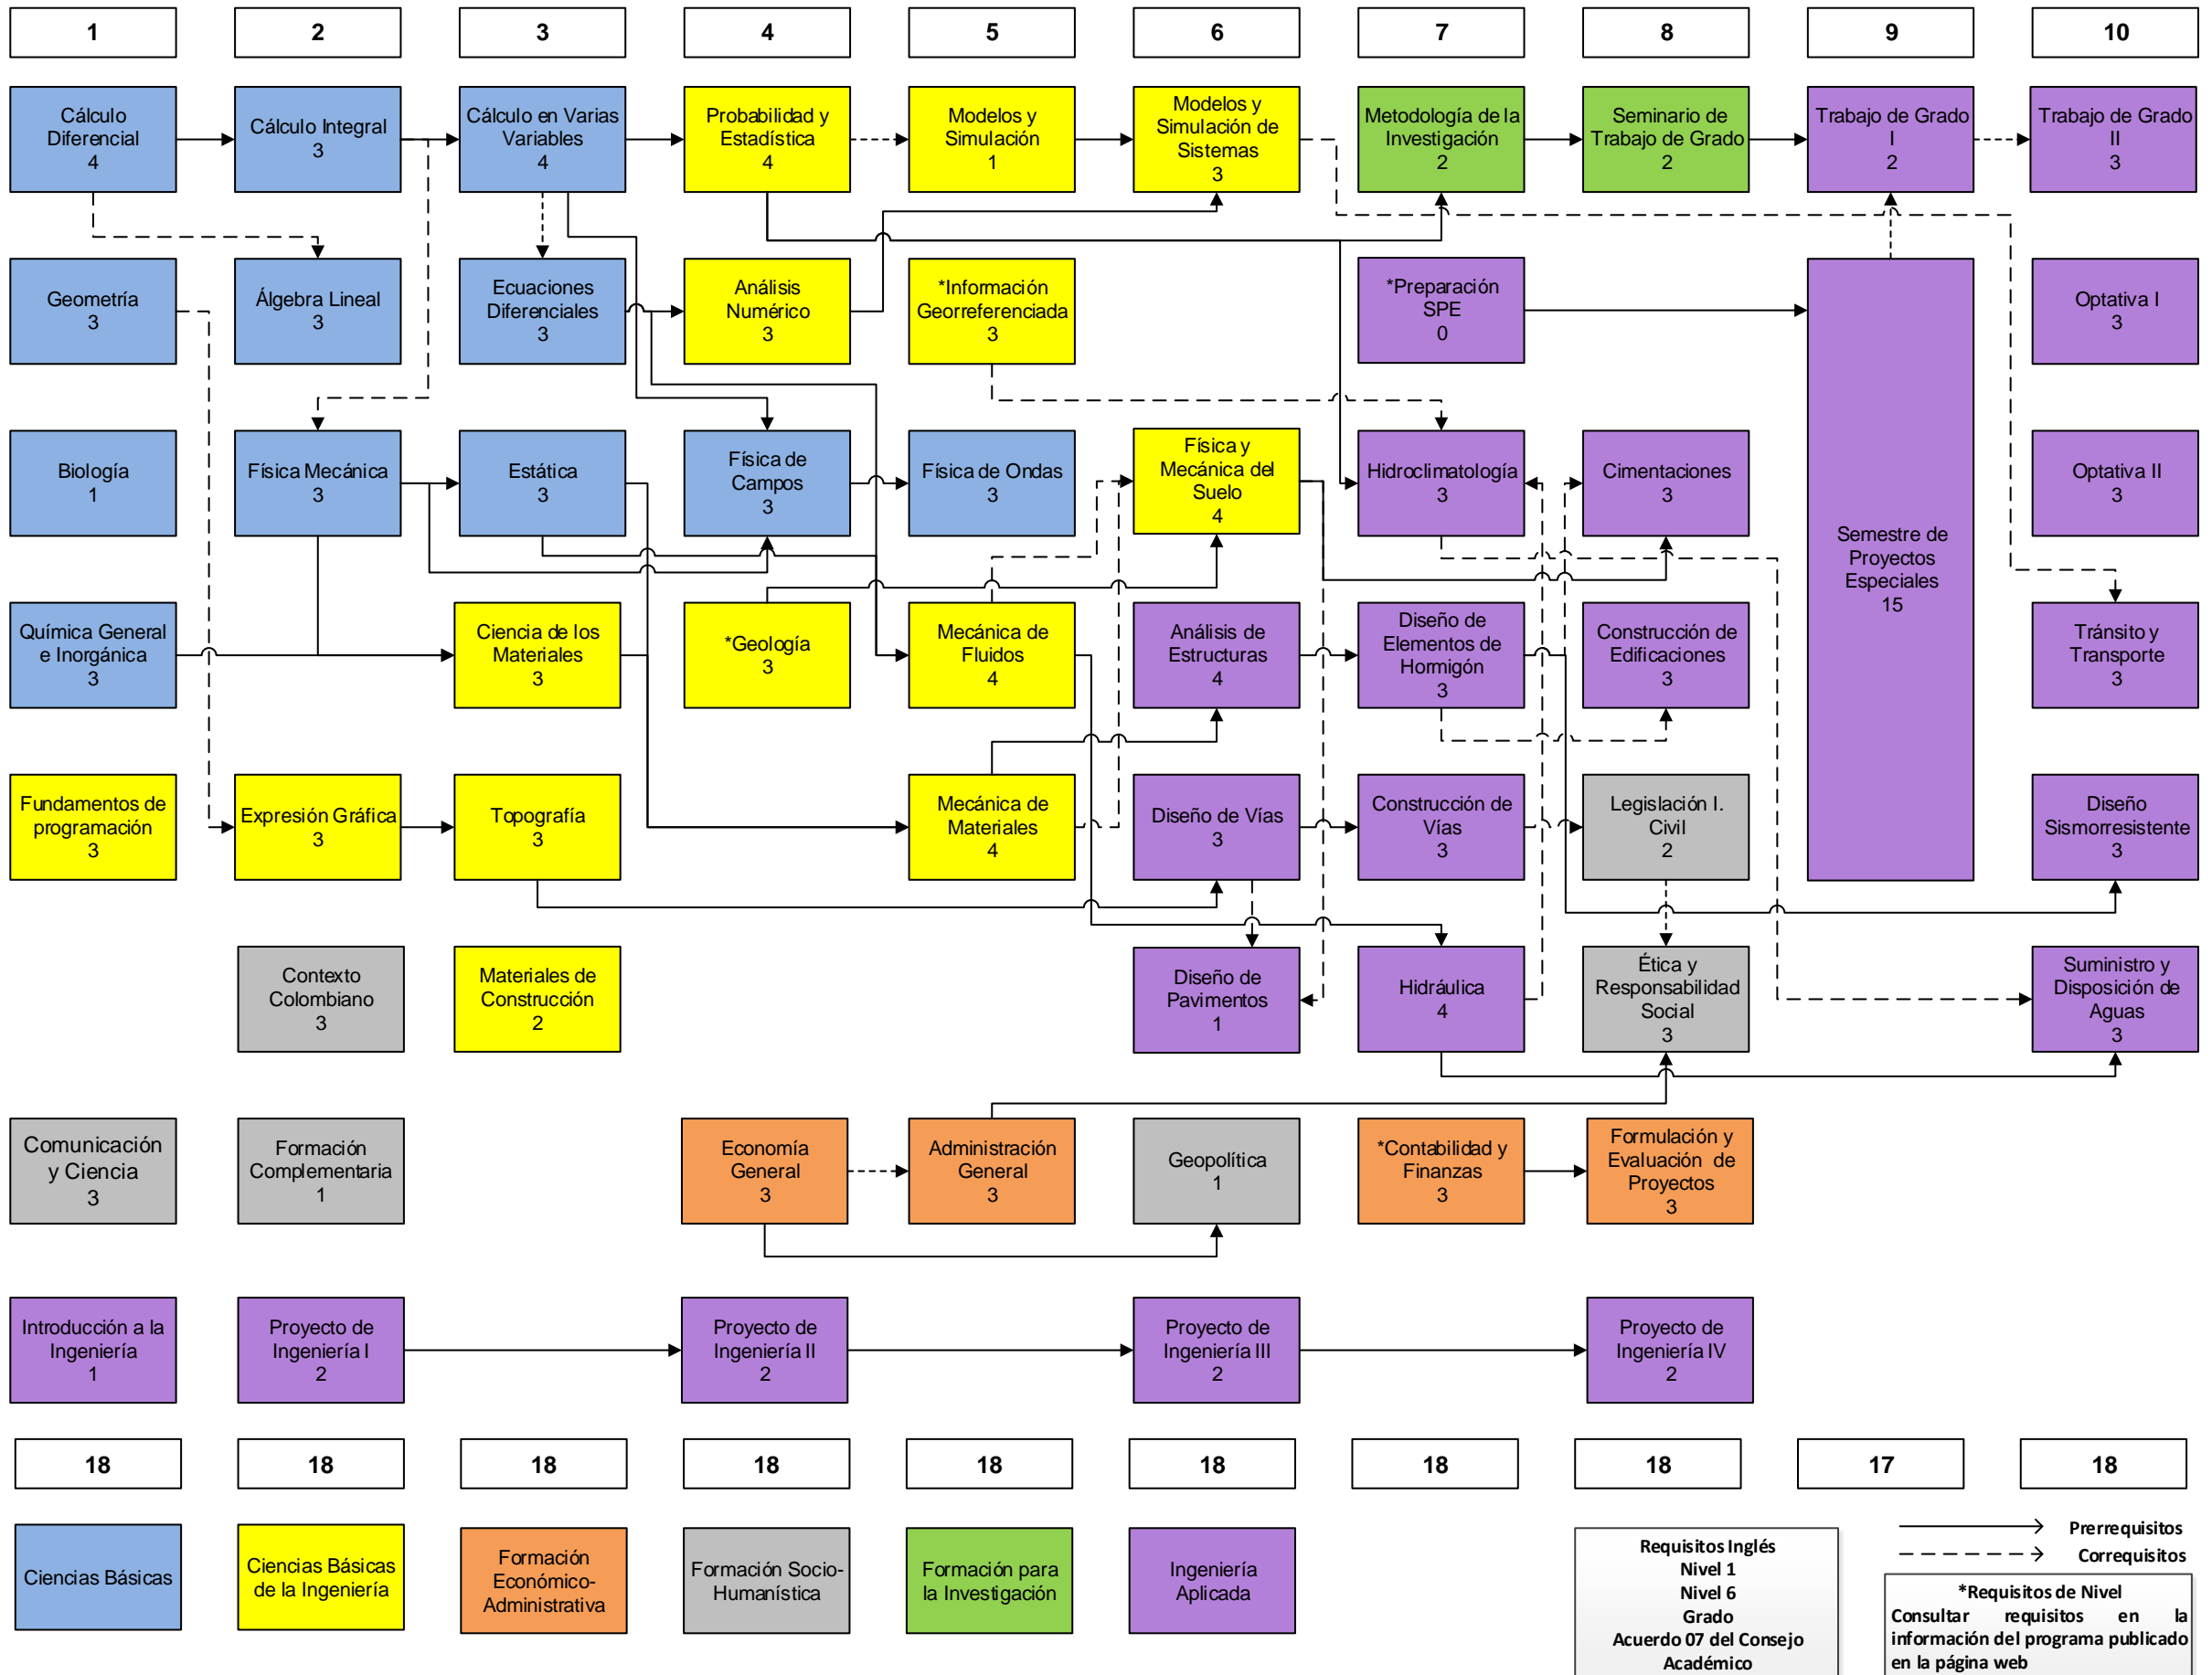 1
2
3
4
5
6
7
8
9
10
Cálculo
Diferencial
4
Cálculo Integral
3
Cálculo en Varias
Variables
4
Probabilidad y
Estadística
4
Modelos y
Simulación
1
Modelos y
Simulación de
Sistemas
3
Metodología de la
Investigación
2
Seminario de
Trabajo de Grado
2
Trabajo de Grado
I
2
Trabajo de Grado
II
3
Geometría
3
Álgebra Lineal
3
Ecuaciones
Diferenciales
3
Análisis
Numérico
3
*Información
Georreferenciada
3
*Preparación
SPE
0
Semestre de
Proyectos
Especiales
15
Optativa I
3
Biología
1
Física Mecánica
3
Estática
3
Física de
Campos
3
Física de Ondas
3
Física y
Mecánica del
Suelo
4
Hidroclimatología
3
Cimentaciones
3
Optativa II
3
Química General
e Inorgánica
3
Ciencia de los
Materiales
3
*Geología
3
Mecánica de
Fluidos
4
Análisis de
Estructuras
4
Diseño de
Elementos de
Hormigón
3
Construcción de
Edificaciones
3
Tránsito y
Transporte
3
Fundamentos de
programación
3
Expresión Gráfica
3
Topografía
3
Mecánica de
Materiales
4
Diseño de Vías
3
Construcción de
Vías
3
Legislación I.
Civil
2
Diseño
Sismorresistente
3
Contexto
Colombiano
3
Materiales de
Construcción
2
Diseño de
Pavimentos
1
Hidráulica
4
Ética y
Responsabilidad
Social
3
Suministro y
Disposición de
Aguas
3
Comunicación
y Ciencia
3
Formación
Complementaria
1
Economía
General
3
Administración
General
3
Geopolítica
1
*Contabilidad y
Finanzas
3
Formulación y
Evaluación de
Proyectos
3
Introducción a la
Ingeniería
1
Proyecto de
Ingeniería I
2
Proyecto de
Ingeniería II
2
Proyecto de
Ingeniería III
2
Proyecto de
Ingeniería IV
2
18
18
18
18
18
18
18
18
17
18
Ciencias Básicas
Ciencias Básicas
de la Ingeniería
Formación
Económico-
Administrativa
Formación Socio-
Humanística
Formación para
la Investigación
Ingeniería
Aplicada
Requisitos Inglés
Nivel 1
Nivel 6
Grado
Acuerdo 07 del Consejo
Académico
Prerrequisitos
Correquisitos
*Requisitos de Nivel
Consultar requisitos en la
información del programa publicado
en la página web